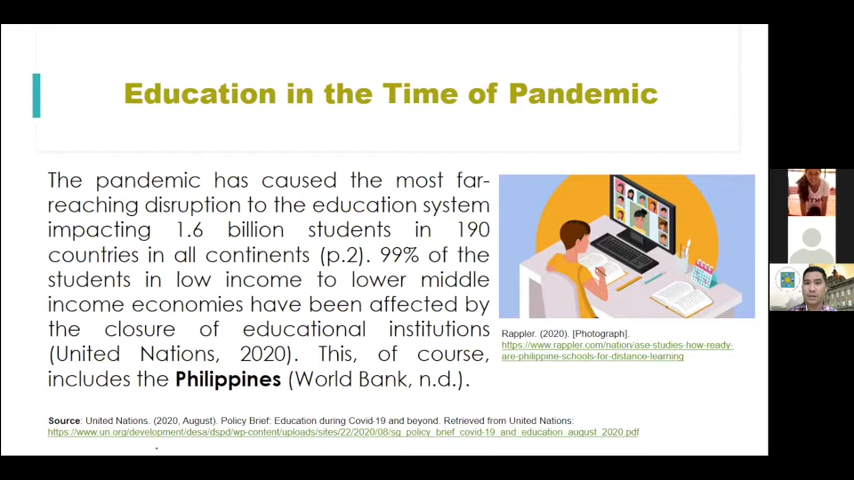 Education in the Time of Pandemic
The pandemic has caused the most far-
reaching disruption to the education system
impacting 1.6 billion students in 190
countries in all continents (p.2). 99% of the
students in low income to lower middle
income economies have been affected by
the closure of educational institutions
(United Nations, 2020). This, of course,
includes the Philippines (World Bank, n.d.).
Rappler. (2020). [Photograph].
https://www.rappler.com/nation/ase-studies-how-ready-
are-philippine-schools-for-distance-learning
Source: United Nations. (2020, August). Policy Brief: Education during Covid-19 and beyond. Retrieved from United Nations:
https://www.un.org/development/desa/dspd/wp-content/uploads/sites/22/2020/08/sg_policy_brief_covid-19_and_education_august_2020.pdf